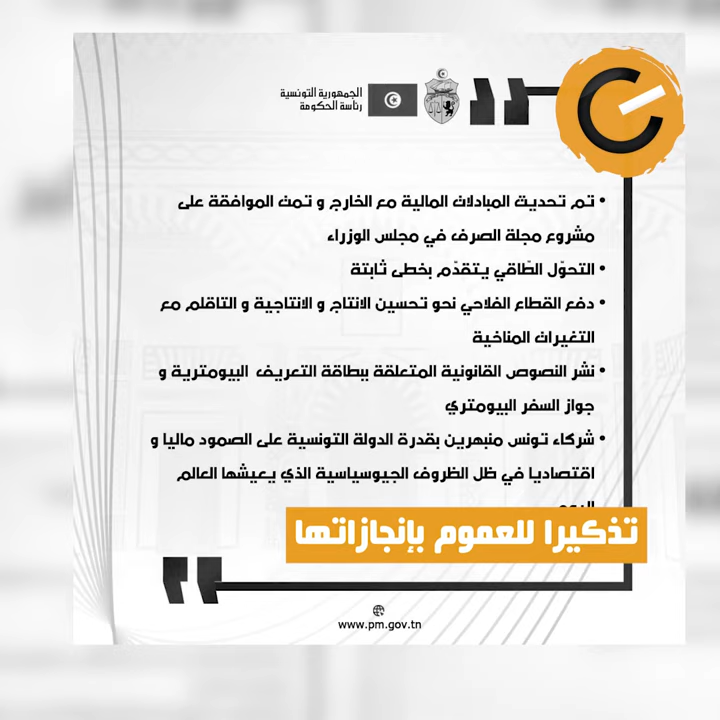 الجمهورية التونسية
رئاسة الحكومة
• تم تحديث المبادلات المالية مع الخارج و تمت الموافقة على
مشروع مجلة الصرف في مجلس الوزراء
• التحوّل الطّاقي يتقدّم بخطى ثابتة
• دفع القطاع الفلاحي نحو تحسين الانتاج و الانتاجية و التاقلم مع
التغيرات المناخية
• نشر النصوص القانونية المتعلقة ببطاقة التعريف البيومترية و
جواز السفر البيومتري
• شركاء تونس منبهرين بقدرة الدولة التونسية على الصمود ماليا و
اقتصاديا في ظل الظروف الجيوسياسية الذي يعيشها العالم
تذكيرا للعموم بإنجازاتها
www.pm.gov.tn